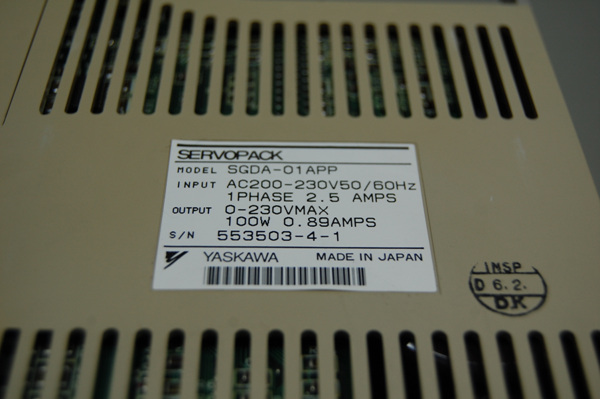 SERVOPACK
MODEL SGDA-01APP
INPUT AC200-230V50/60Hz
1PHASE 2.5 AMPS
OUTPUT 0-230VMAX
100W 0.89AMPS
S/N 553503-4-1
YASKAWA MADE IN JAPAN
INSP
D 6.2.
OK